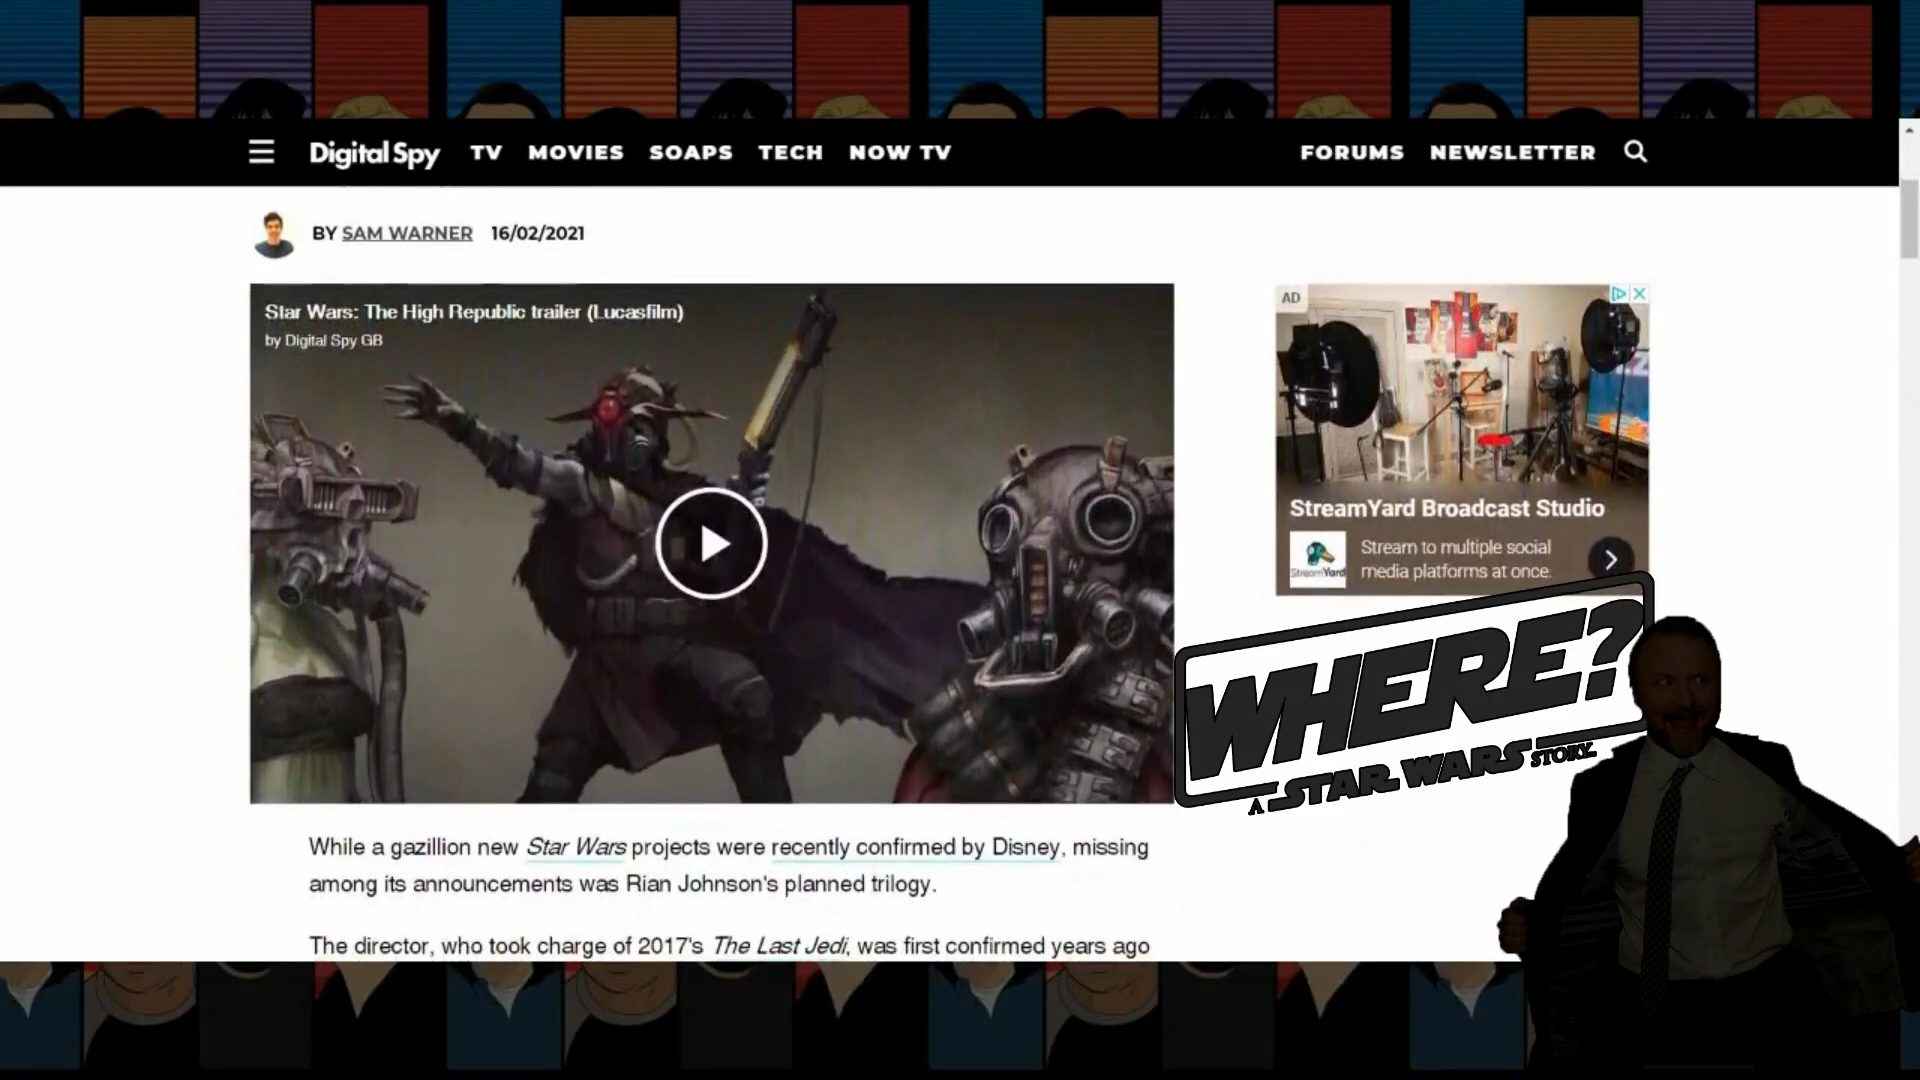 Digital Spy TV MOVIES SOAPS TECH NOW TV FORUMS NEWSLETTER
BY SAM WARNER 16/02/2021
Star Wars: The High Republic trailer (Lucasfilm)
by Digital Spy GB
AD
StreamYard Broadcast Studio
Stream to multiple social
media platforms at once.
StreamYard
WHERE?
A STAR WARS STORY
While a gazillion new Star Wars projects were recently confirmed by Disney, missing
among its announcements was Rian Johnson's planned trilogy.
The director, who took charge of 2017's The Last Jedi, was first confirmed years ago